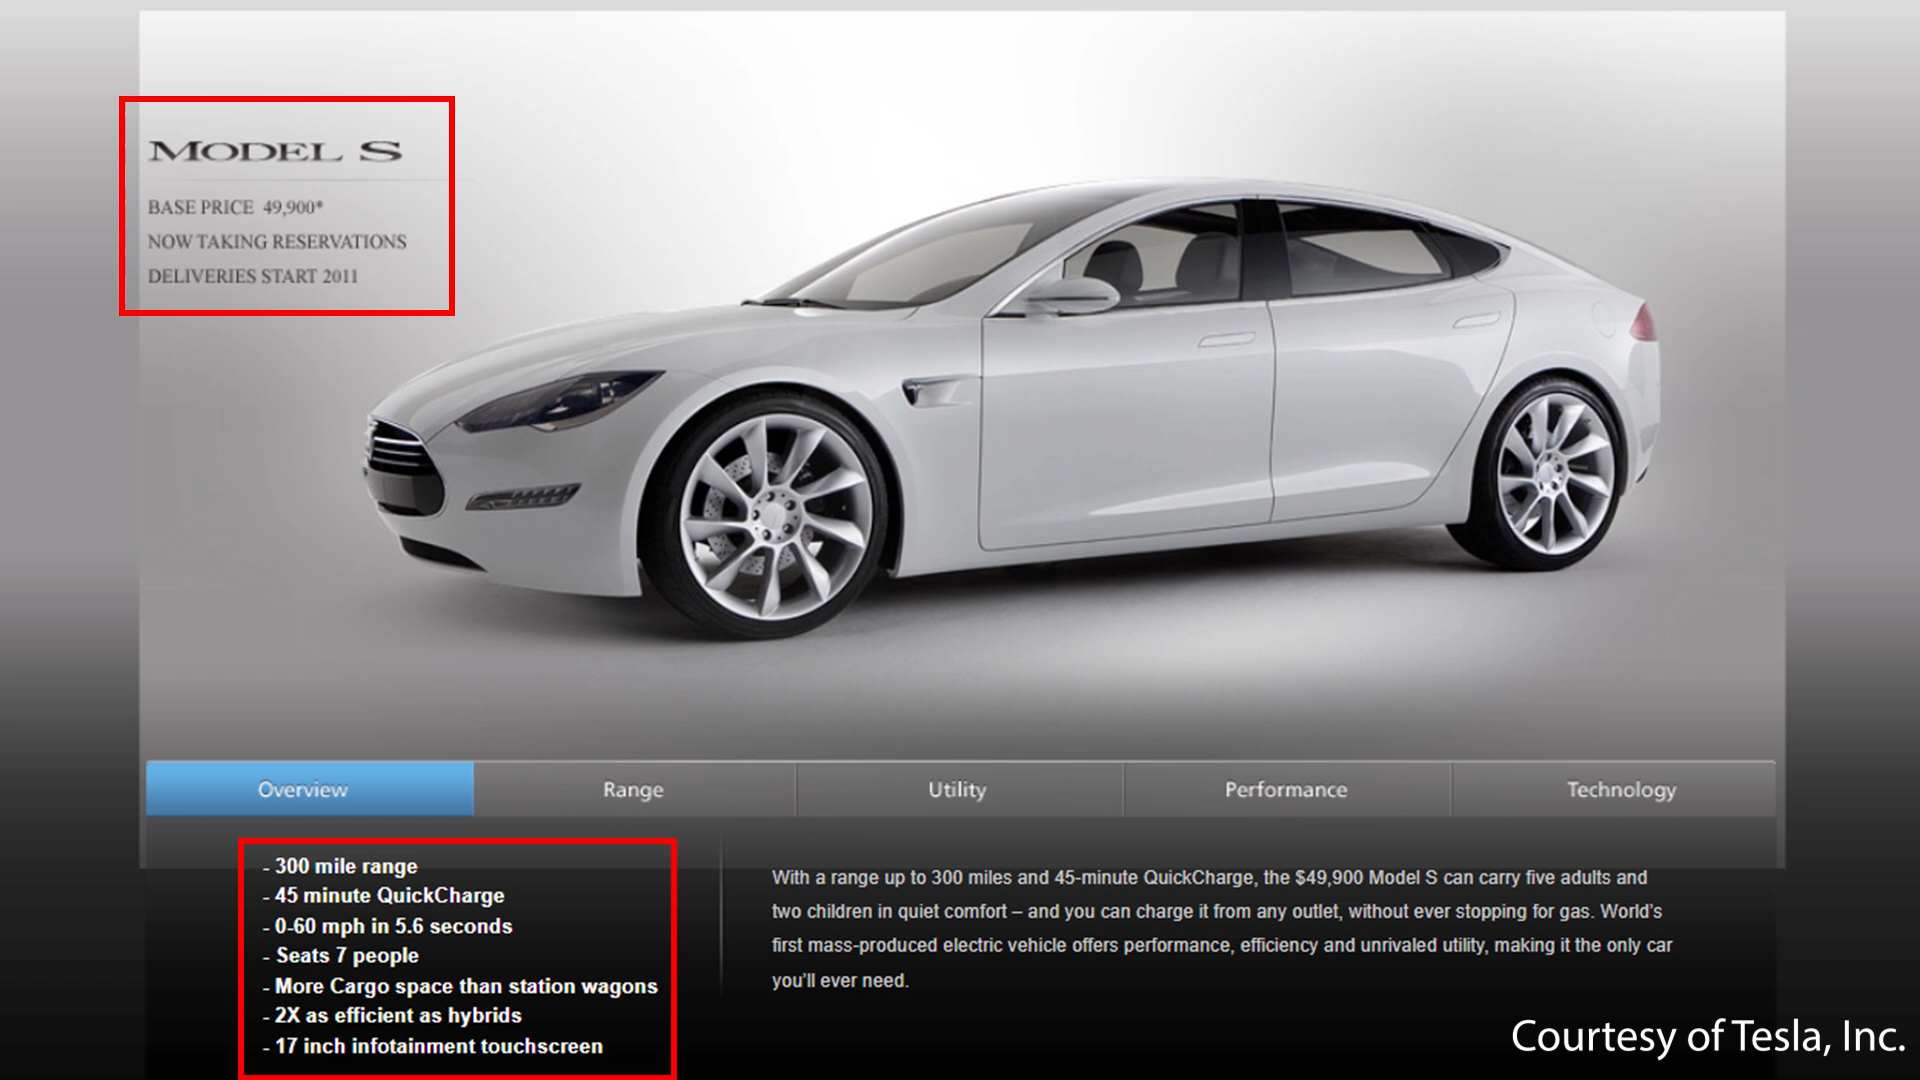 MODEL S
BASE PRICE 49,900*
NOW TAKING RESERVATIONS
DELIVERIES START 2011
Overview
Range
Utility
Performance
Technology
- 300 mile range
- 45 minute QuickCharge
- 0-60 mph in 5.6 seconds
- Seats 7 people
- More Cargo space than station wagons
- 2X as efficient as hybrids
- 17 inch infotainment touchscreen
With a range up to 300 miles and 45-minute QuickCharge, the $49,900 Model S can carry five adults and
two children in quiet comfort – and you can charge it from any outlet, without ever stopping for gas. World's
first mass-produced electric vehicle offers performance, efficiency and unrivaled utility, making it the only car
you'll ever need.
Courtesy of Tesla, Inc.